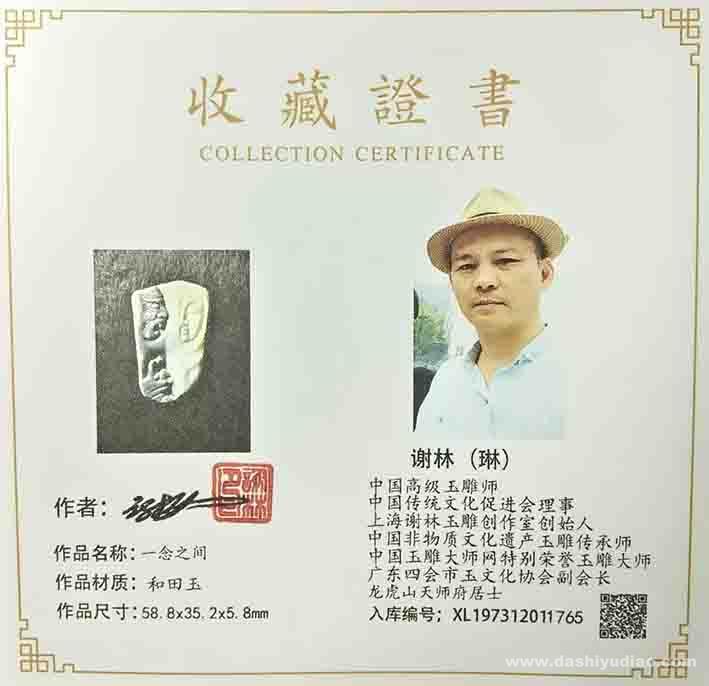 收藏證書
COLLECTION CERTIFICATE
谢林（琳）
中国高级玉雕师
中国传统文化促进会理事
上海谢林玉雕创作室创始人
中国非物质文化遗产玉雕传承师
中国玉雕大师网特别荣誉玉雕大师
广东四会市玉文化协会副会长
龙虎山天师府居士
入库编号；XL197312011765
作者：
作品名称：一念之间
作品材质：和田玉
作品尺寸：58.8x35.2x5.8mm
www.dashiyudiao.com